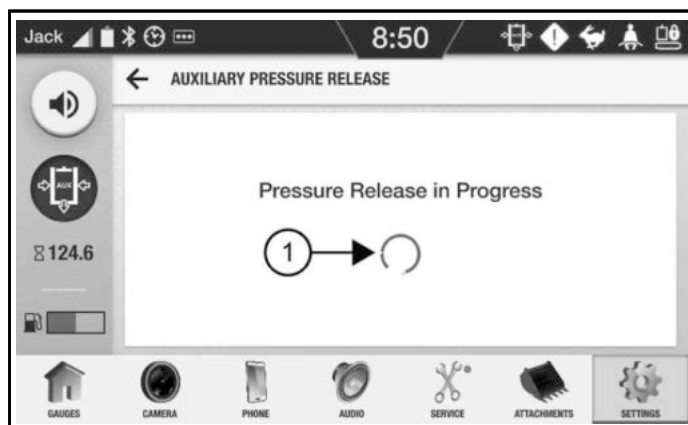 Jack 8:50
AUXILIARY PRESSURE RELEASE
AUX
Pressure Release in Progress
1
124.6
GAUGES CAMERA PHONE AUDIO SERVICE ATTACHMENTS SETTINGS